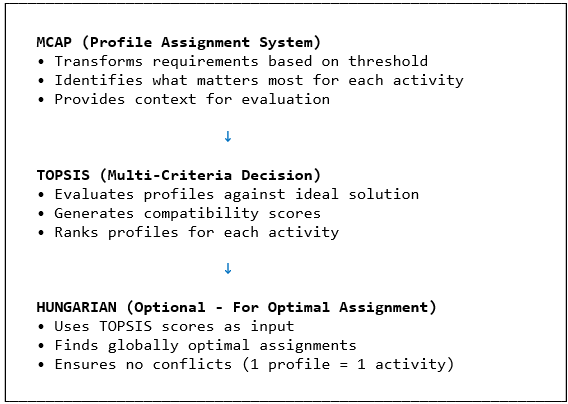 MCAP (Profile Assignment System)
• Transforms requirements based on threshold
• Identifies what matters most for each activity
• Provides context for evaluation
↓
TOPSIS (Multi-Criteria Decision)
• Evaluates profiles against ideal solution
• Generates compatibility scores
• Ranks profiles for each activity
↓
HUNGARIAN (Optional - For Optimal Assignment)
• Uses TOPSIS scores as input
• Finds globally optimal assignments
• Ensures no conflicts (1 profile = 1 activity)